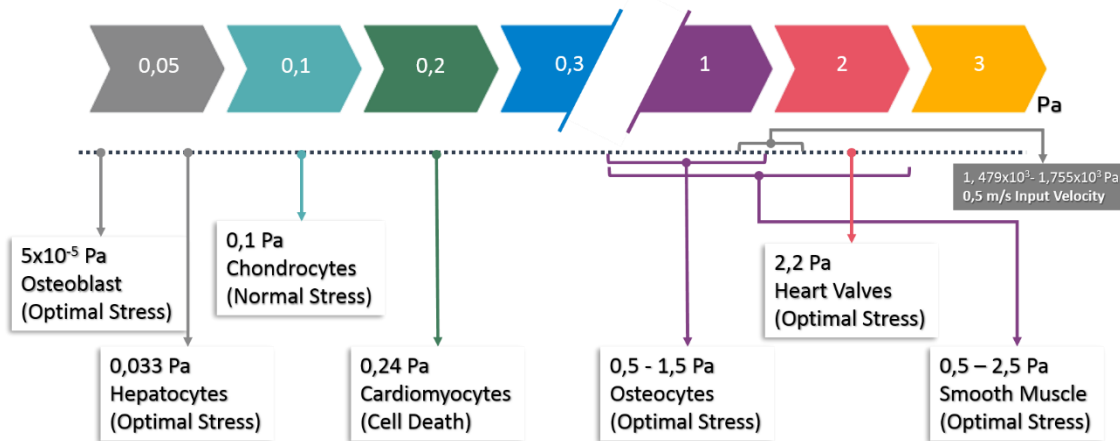 0,05
0,1
0,2
0,3
1
2
3
Pa
1, 479x10³- 1,755x10³ Pa
0,5 m/s Input Velocity
5x10⁻⁵ Pa
Osteoblast
(Optimal Stress)
0,1 Pa
Chondrocytes
(Normal Stress)
2,2 Pa
Heart Valves
(Optimal Stress)
0,033 Pa
Hepatocytes
(Optimal Stress)
0,24 Pa
Cardiomyocytes
(Cell Death)
0,5 - 1,5 Pa
Osteocytes
(Optimal Stress)
0,5 – 2,5 Pa
Smooth Muscle
(Optimal Stress)